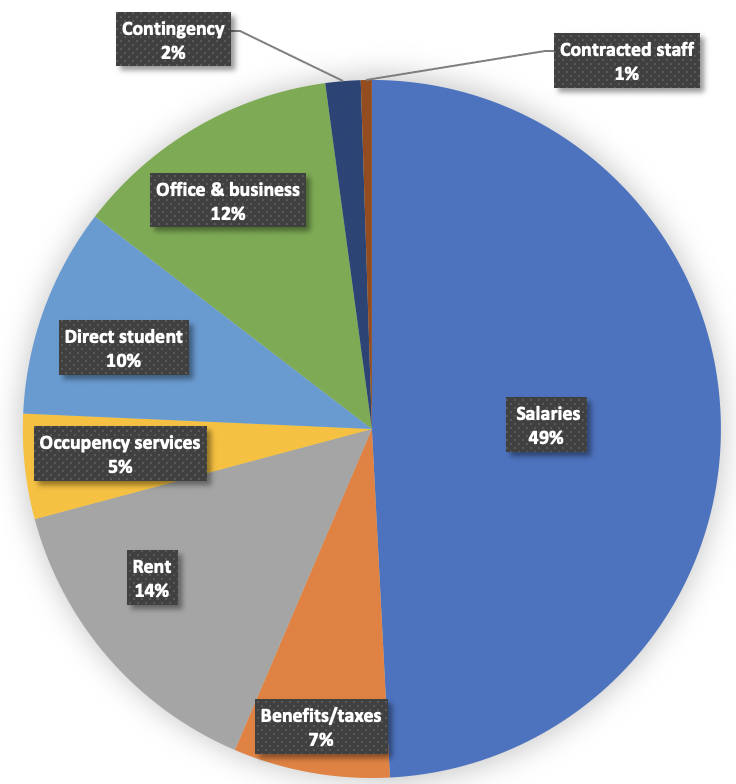 Contingency
2%
Contracted staff
1%
Office & business
12%
Direct student
10%
Salaries
49%
Occupency services
5%
Rent
14%
Benefits/taxes
7%